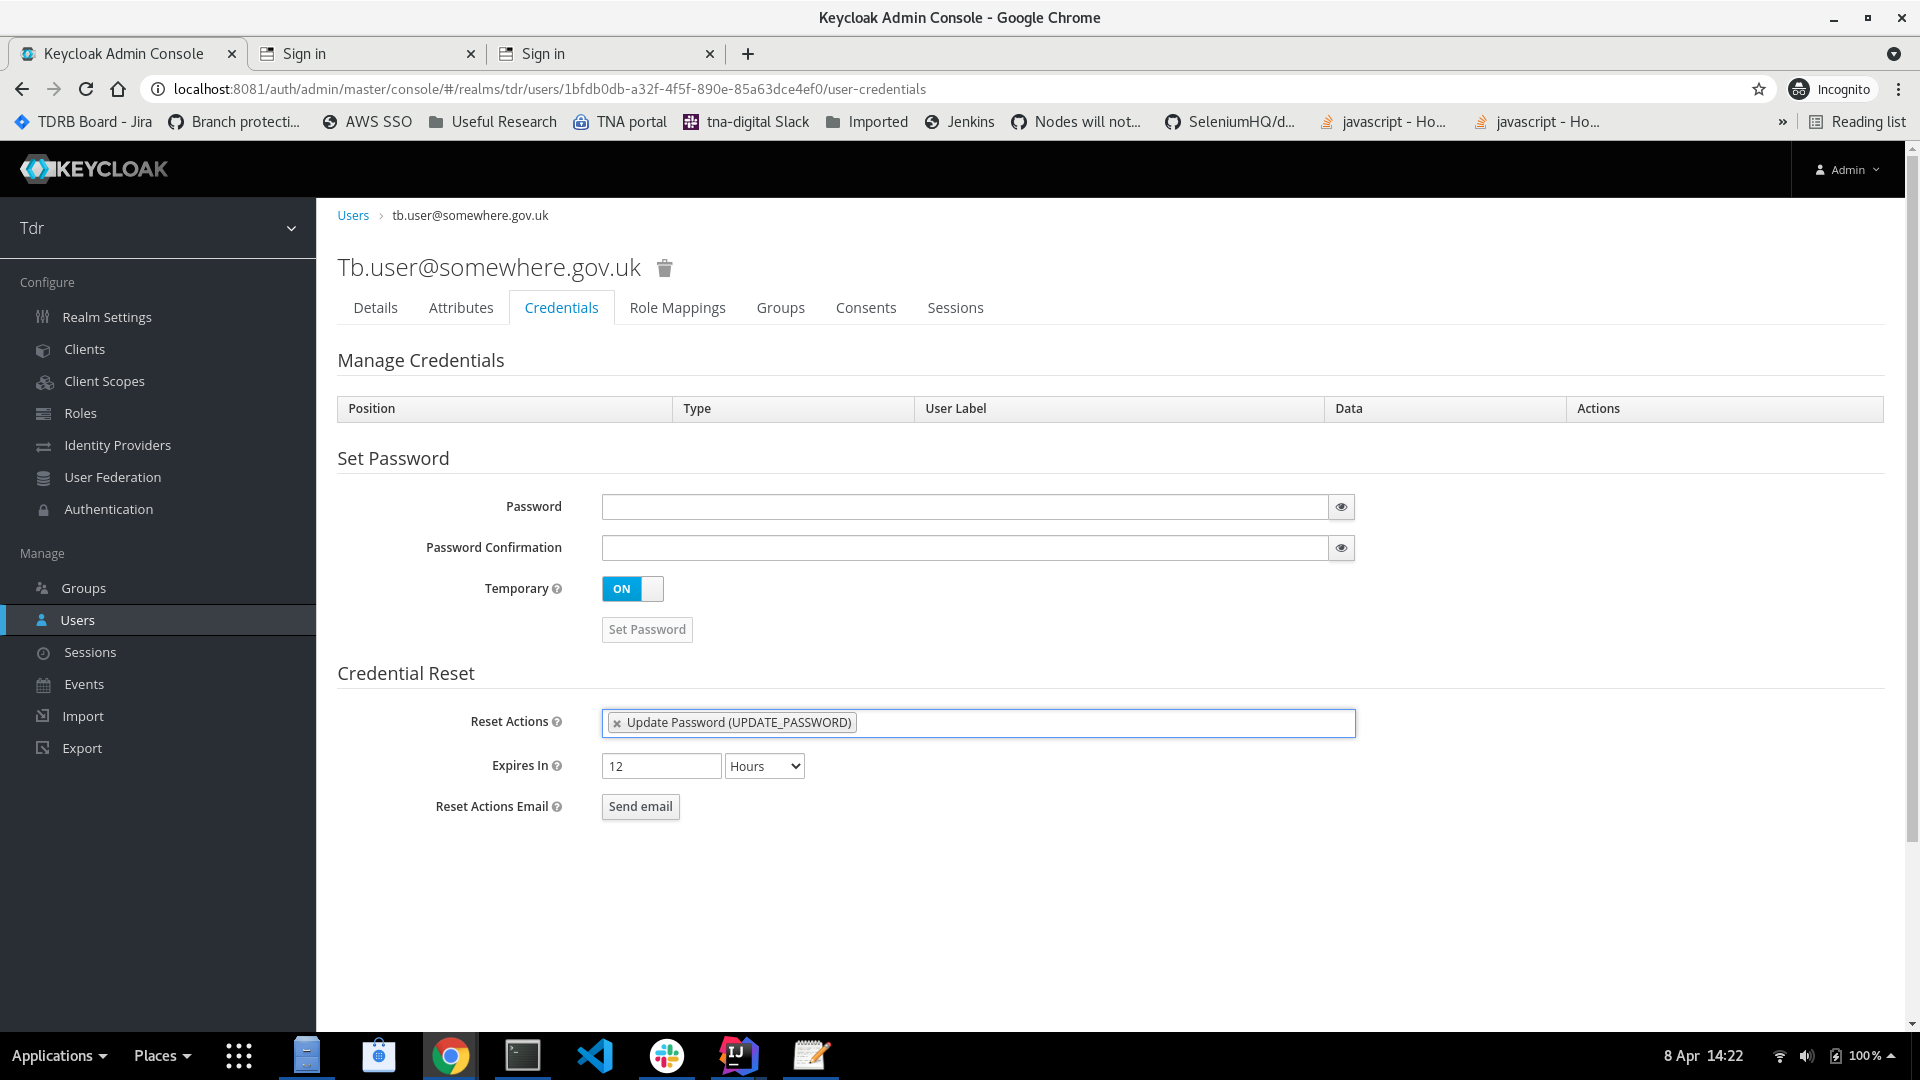 Keycloak Admin Console - Google Chrome
Keycloak Admin Console
Sign in
Sign in
localhost:8081/auth/admin/master/console/#/realms/tdr/users/1bfdb0db-a32f-4f5f-890e-85a63dce4ef0/user-credentials
Incognito
TDRB Board - Jira
Branch protecti...
AWS SSO
Useful Research
TNA portal
tna-digital Slack
Imported
Jenkins
Nodes will not...
SeleniumHQ/d...
javascript - Ho...
javascript - Ho...
»
Reading list
KEYCLOAK
Admin
Tdr
Configure
Realm Settings
Clients
Client Scopes
Roles
Identity Providers
User Federation
Authentication
Manage
Groups
Users
Sessions
Events
Import
Export
Users > tb.user@somewhere.gov.uk
Tb.user@somewhere.gov.uk
Details Attributes Credentials Role Mappings Groups Consents Sessions
Manage Credentials
Position Type User Label Data Actions
Set Password
Password
Password Confirmation
Temporary ON
Set Password
Credential Reset
Reset Actions Update Password (UPDATE_PASSWORD)
Expires In 12 Hours
Reset Actions Email Send email
Applications Places 8 Apr 14:22 100%